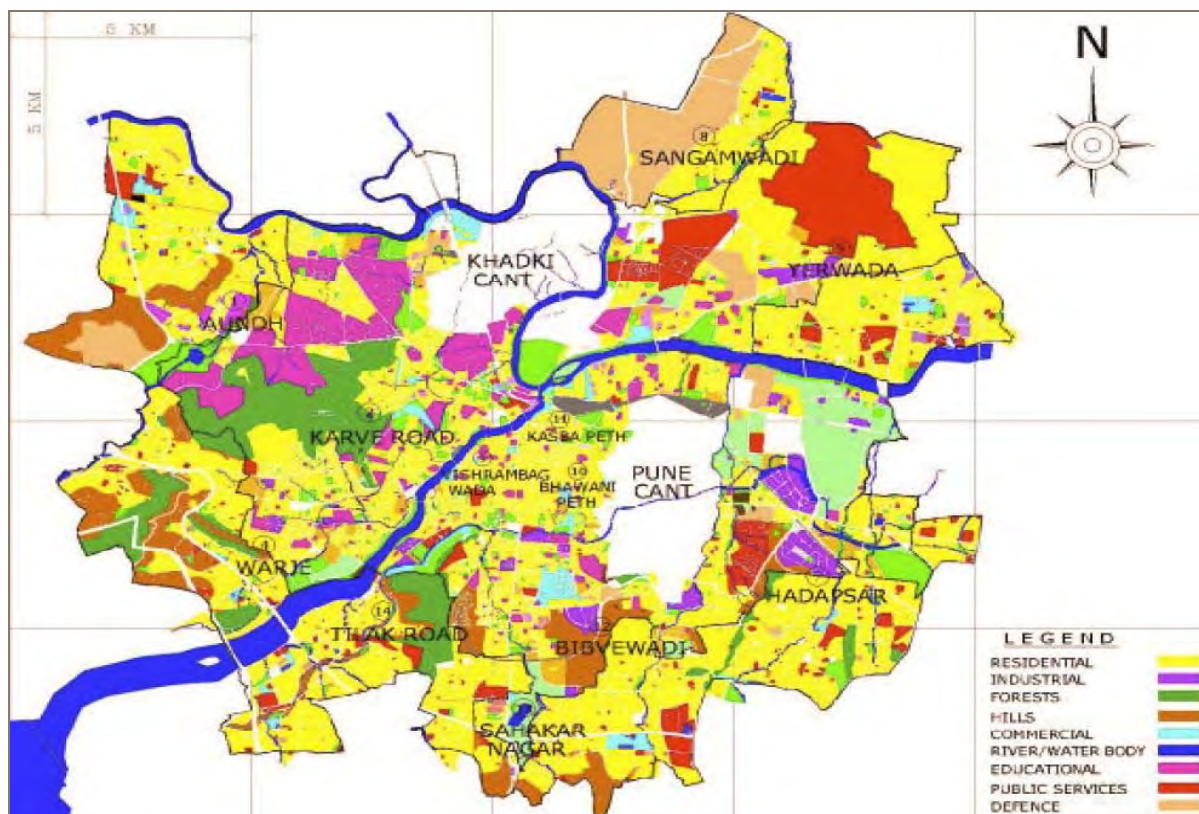 5 KM
N
5 KM
8
SANGAMWADI
KHADKI
CANT
YERWADA
AUNDH
4
KARVE ROAD
11
KASBA PETH
VISHRAMBAG
WADA
10
BHAWANI
PETH
PUNE
CANT
WARJE
HADAPSAR
14
TILAK ROAD
BIBVEWADI
SAHAKAR
NAGAR
LEGEND
RESIDENTIAL
INDUSTRIAL
FORESTS
HILLS
COMMERCIAL
RIVER/WATER BODY
EDUCATIONAL
PUBLIC SERVICES
DEFENCE